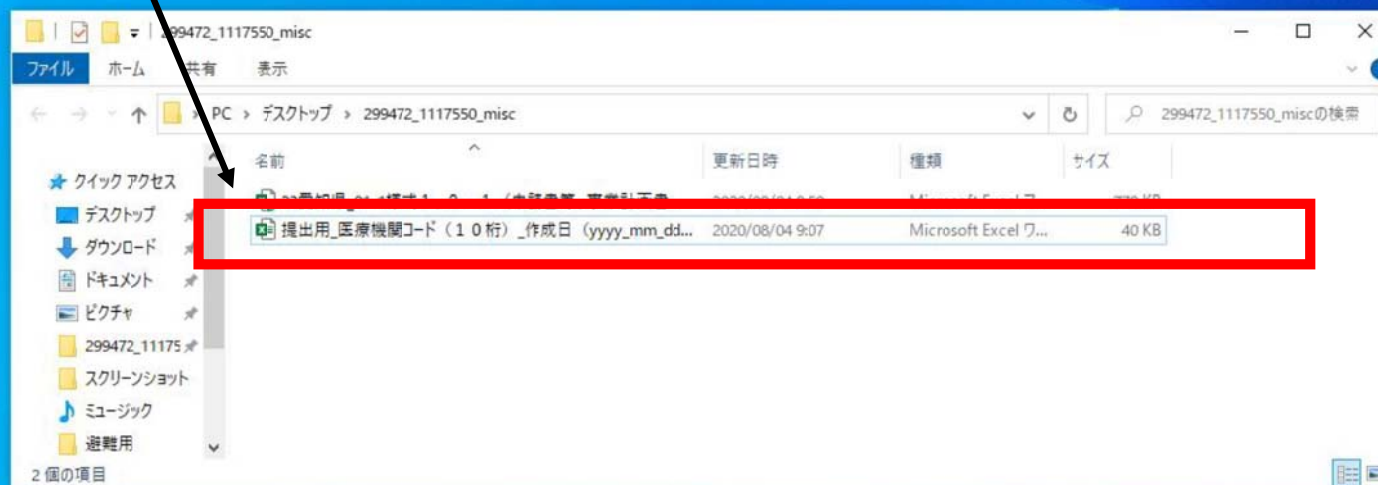 299472_1117550_misc
ファイル ホーム 共有 表示
PC > デスクトップ > 299472_1117550_misc
299472_1117550_miscの検索
名前 更新日時 種類 サイズ
クイック アクセス
デスクトップ
ダウンロード
ドキュメント
ピクチャ
299472_11175
スクリーンショット
ミュージック
避難用
提出用_医療機関コード（１０桁）_作成日（yyyy_mm_dd... 2020/08/04 9:07 Microsoft Excel ワ... 40 KB
2 個の項目